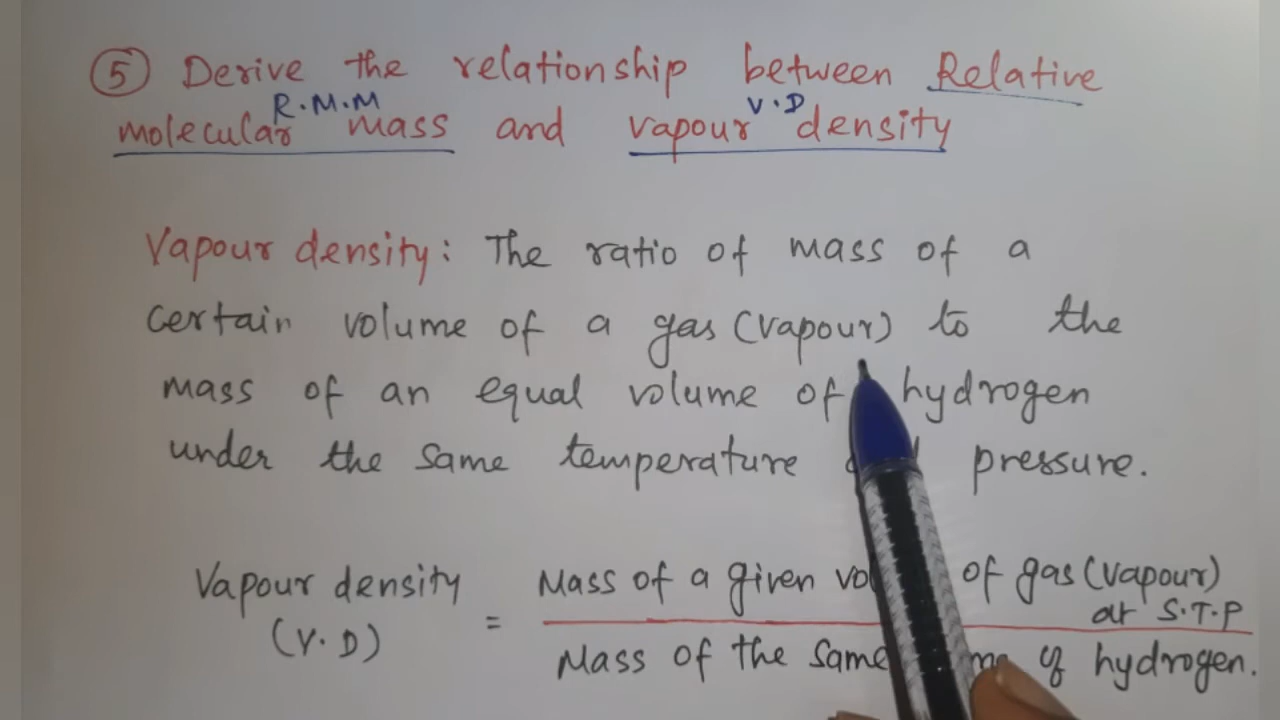 ⑤ Derive the relationship between Relative
R.M.M V.D
molecular mass and vapour density
Vapour density: The ratio of mass of a
certain volume of a gas (vapour) to the
mass of an equal volume of hydrogen
under the same temperature pressure.
Vapour density = Mass of a given of gas (vapour)
at S.T.P
(V.D) Mass of the same of hydrogen.